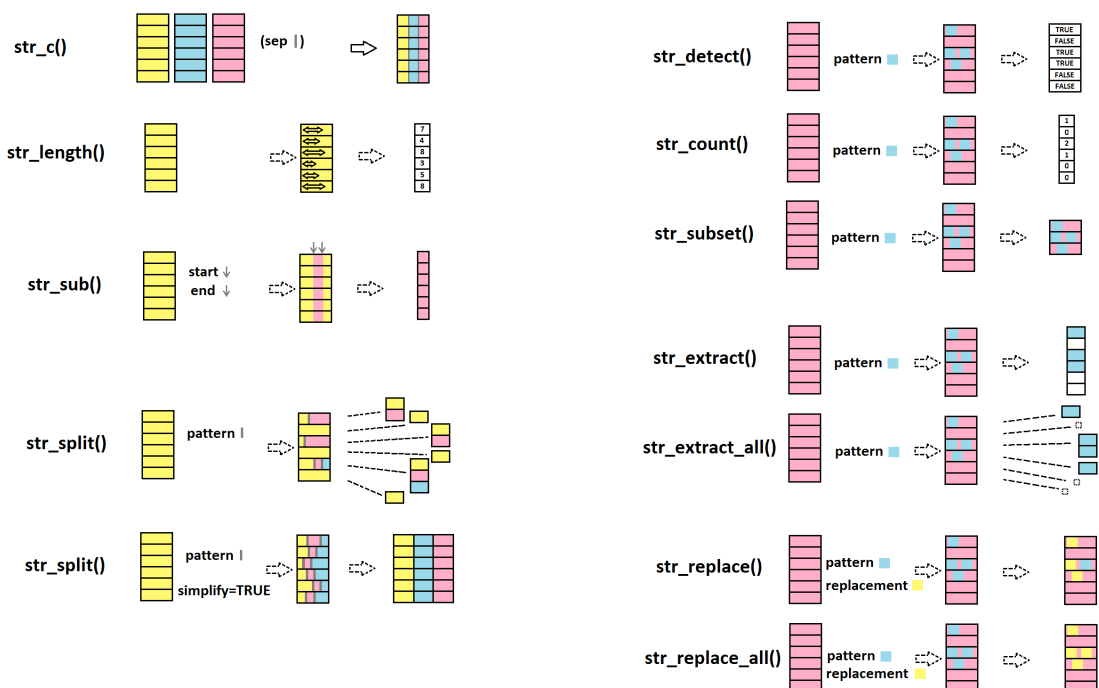 str_c()
(sep |)
str_length()
7
4
8
3
5
8
str_sub()
start ↓
end ↓
str_split()
pattern |
str_split()
pattern |
simplify=TRUE
str_detect()
pattern
TRUE
FALSE
TRUE
TRUE
FALSE
FALSE
str_count()
pattern
1
0
2
1
0
0
str_subset()
pattern
str_extract()
pattern
str_extract_all()
pattern
str_replace()
pattern
replacement
str_replace_all()
pattern
replacement